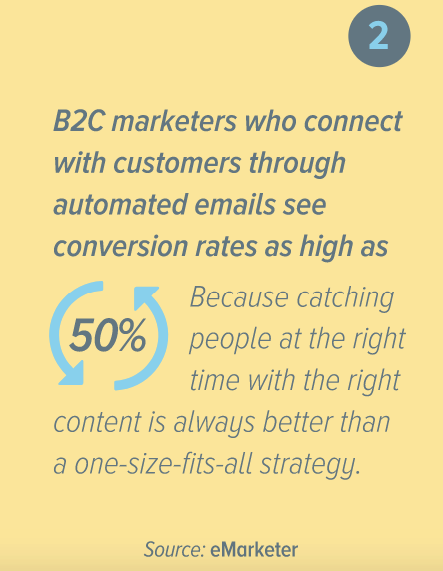 2
B2C marketers who connect
with customers through
automated emails see
conversion rates as high as
50%
Because catching
people at the right
time with the right
content is always better than
a one-size-fits-all strategy.
Source: eMarketer